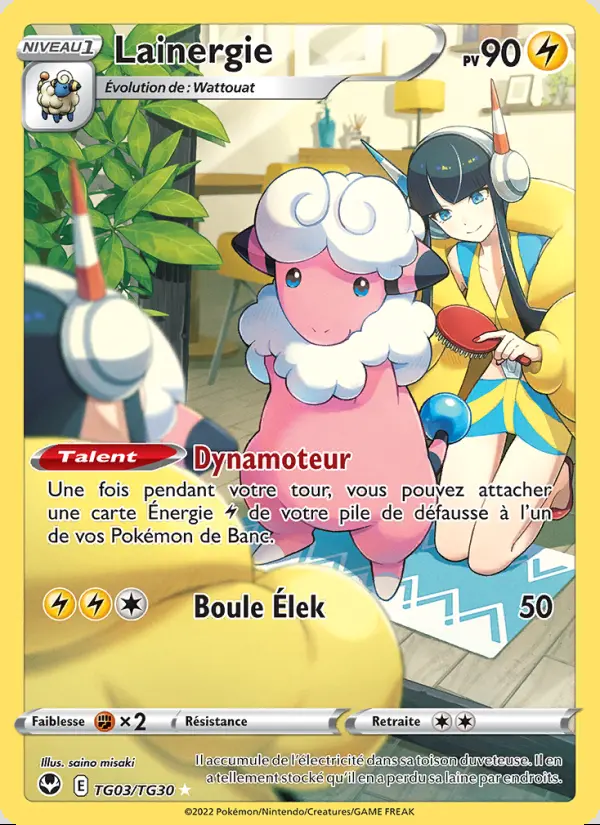 NIVEAU 1
Lainergie
PV 90
Évolution de : Wattouat
Talent Dynamoteur
Une fois pendant votre tour, vous pouvez attacher
une carte Énergie de votre pile de défausse à l'un
de vos Pokémon de Banc.
Boule Élek 50
Faiblesse ×2 Résistance Retraite
Illus. saino misaki
Il accumule de l'électricité dans sa toison duveteuse. Il en
a tellement stocké qu'il en a perdu sa laine par endroits.
E TG03/TG30
©2022 Pokémon/Nintendo/Creatures/GAME FREAK